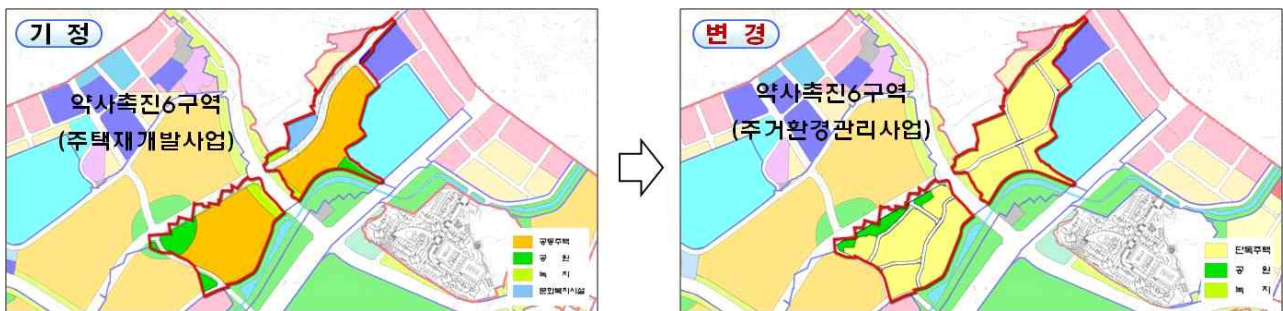 기 정
약사촉진6구역
(주택재개발사업)
공동주택
공 원
녹 지
문화복지시설
변 경
약사촉진6구역
(주거환경관리사업)
단독주택
공 원
녹 지